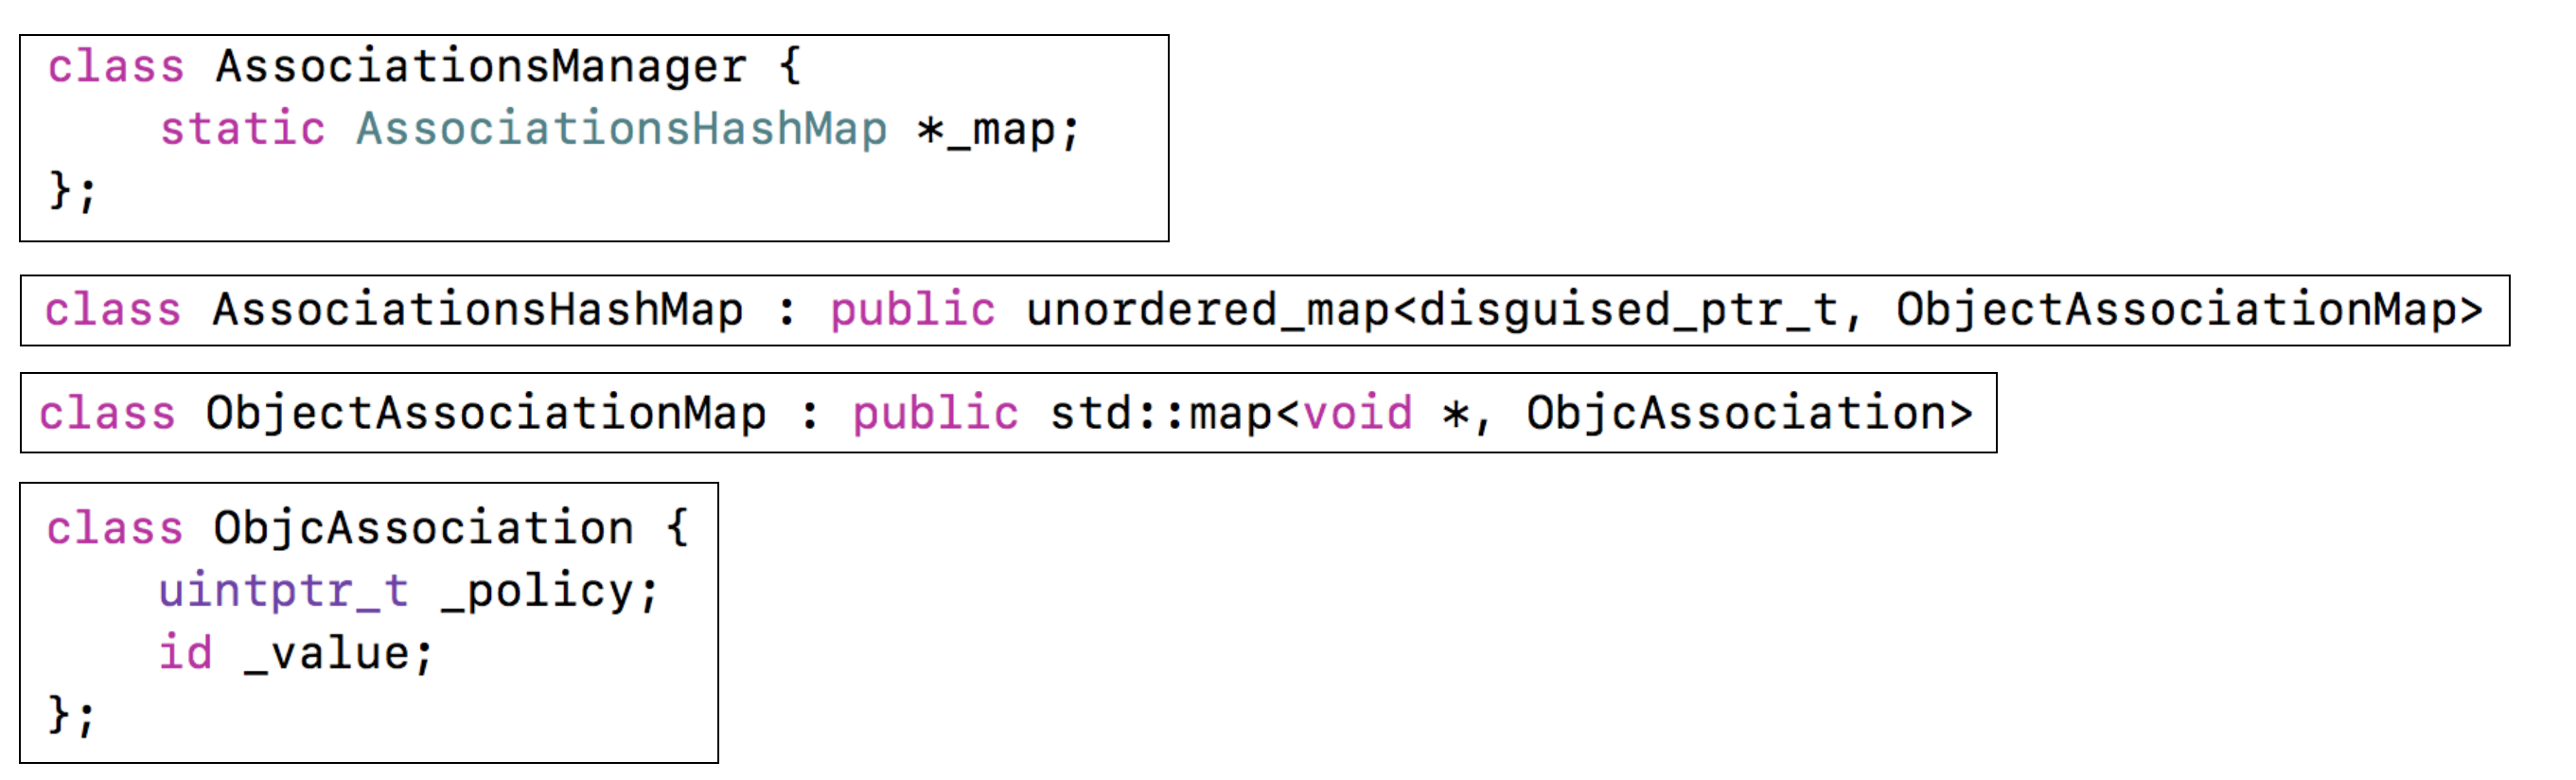 class AssociationsManager {
    static AssociationsHashMap *_map;
};
class AssociationsHashMap : public unordered_map<disguised_ptr_t, ObjectAssociationMap>
class ObjectAssociationMap : public std::map<void *, ObjcAssociation>
class ObjcAssociation {
    uintptr_t _policy;
    id _value;
};